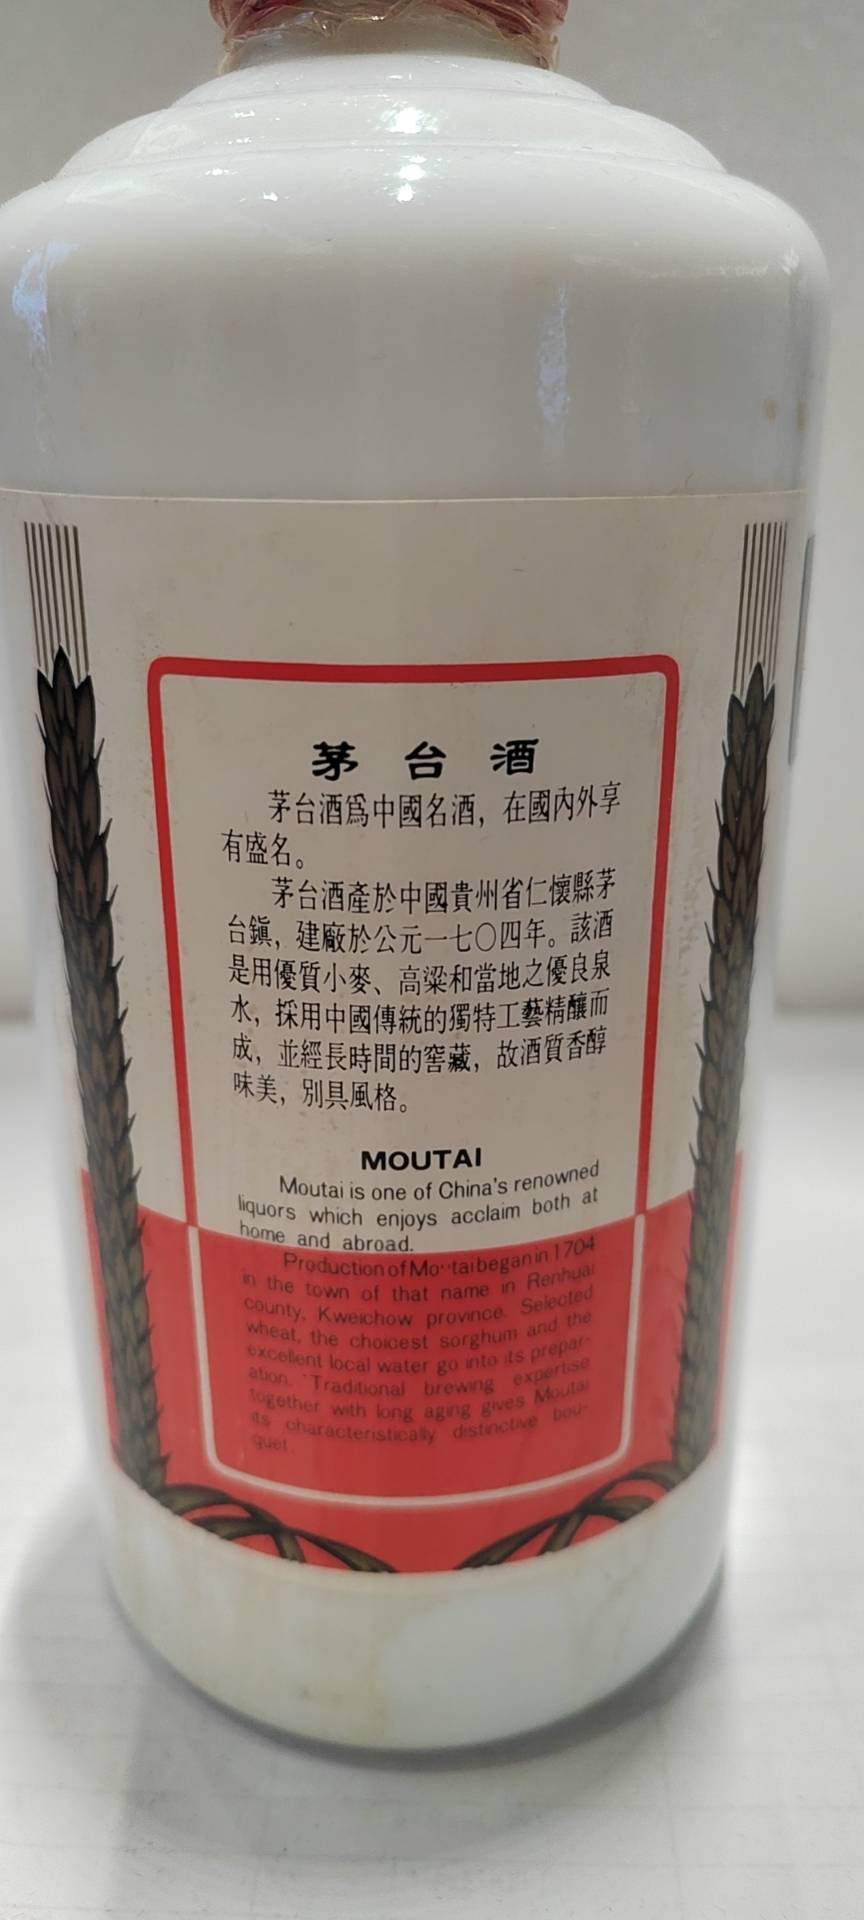 茅台酒
茅台酒爲中國名酒，在國內外享
有盛名。
茅台酒產於中國貴州省仁懷縣茅
台鎭，建廠於公元一七〇四年。該酒
是用優質小麥、高粱和當地之優良泉
水，採用中國傳統的獨特工藝精釀而
成，並經長時間的窖藏，故酒質香醇
味美，別具風格。
MOUTAI
Moutai is one of China's renowned
liquors which enjoys acclaim both at
home and abroad.
Production of Mo··tai began in 1704
in the town of that name in Renhuai
county, Kweichow province. Selected
wheat, the choicest sorghum and the
excellent local water go into its prepar-
ation. Traditional brewing expertise
together with long aging gives Moutai
its characteristically distinctive bou-
quet.